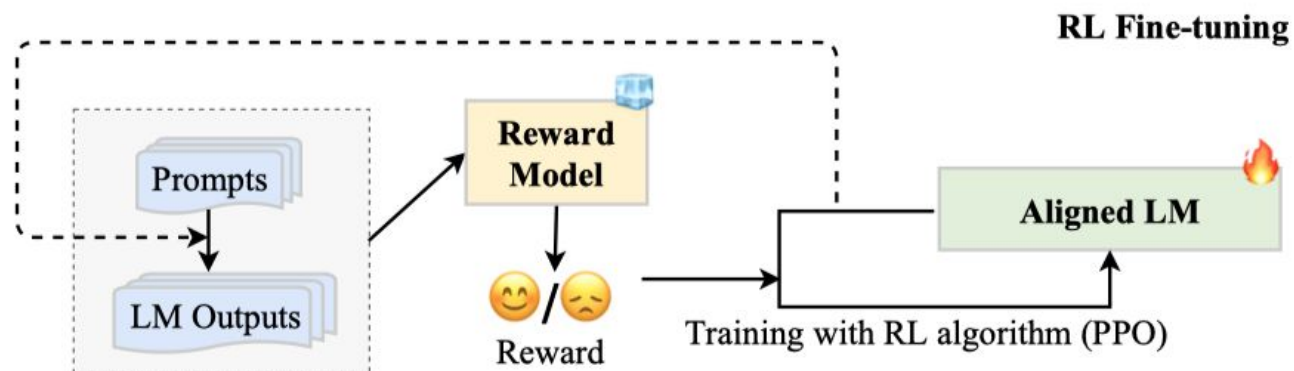 RL Fine-tuning
Prompts
LM Outputs
Reward
Model
/
Reward
Aligned LM
Training with RL algorithm (PPO)